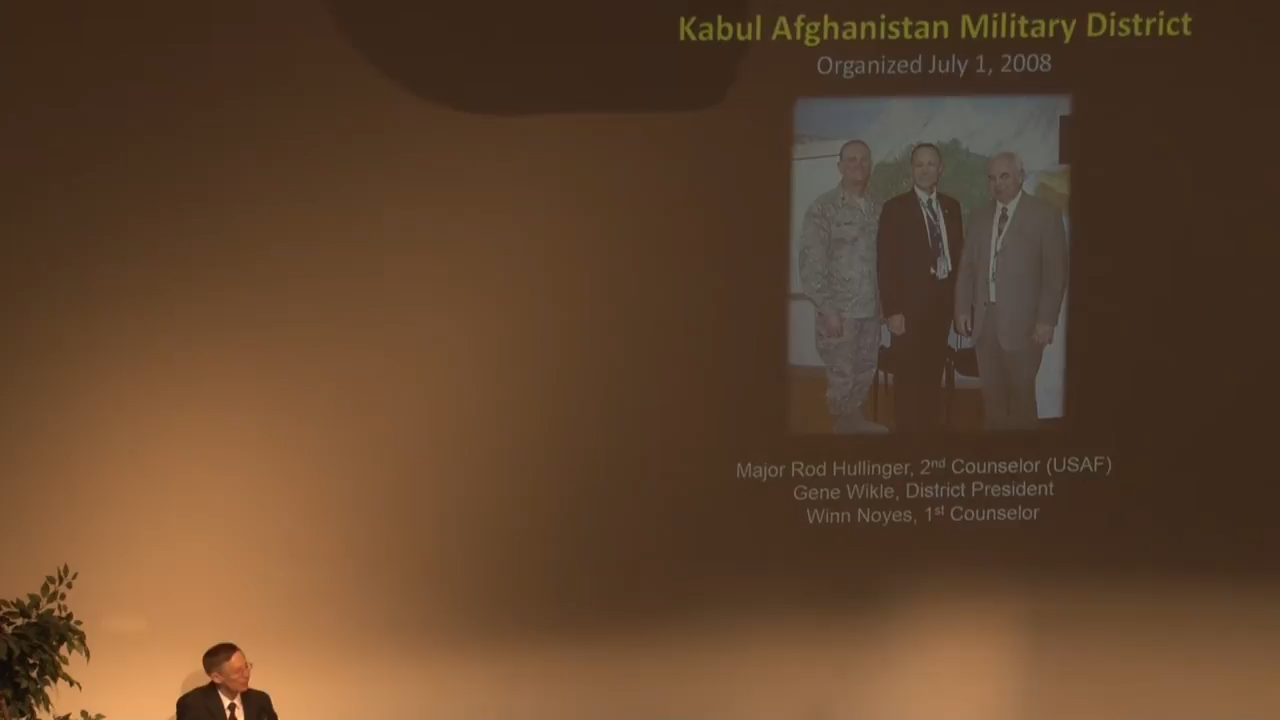 Kabul Afghanistan Military District
Organized July 1, 2008
Major Rod Hullinger, 2nd Counselor (USAF)
Gene Wikle, District President
Winn Noyes, 1st Counselor